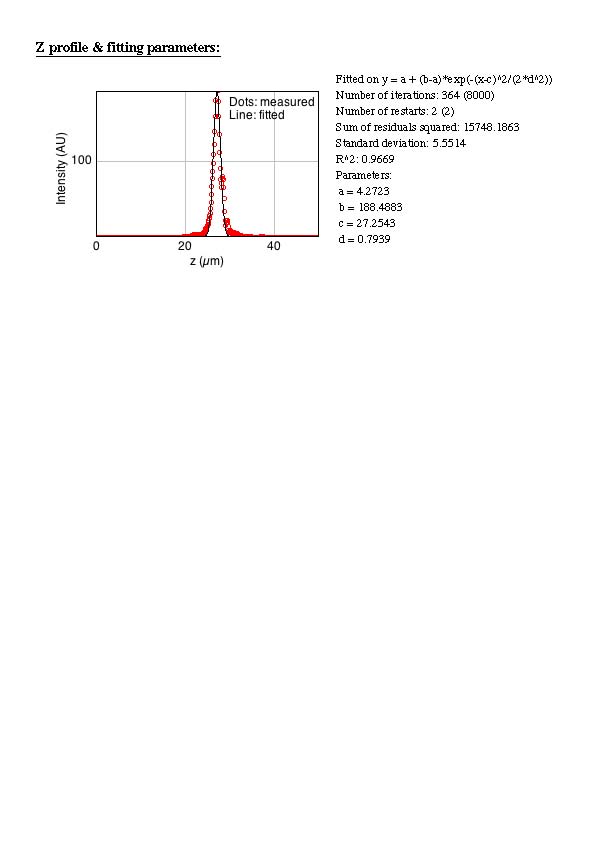 Z profile & fitting parameters:
Fitted on y = a + (b-a)*exp(-(x-c)^2/(2*d^2))
Number of iterations: 364 (8000)
Number of restarts: 2 (2)
Sum of residuals squared: 15748.1863
Standard deviation: 5.5514
R^2: 0.9669
Parameters:
a = 4.2723
b = 188.4883
c = 27.2543
d = 0.7939
Dots: measured
Line: fitted
Intensity (AU)
100
0 20 40
z (µm)